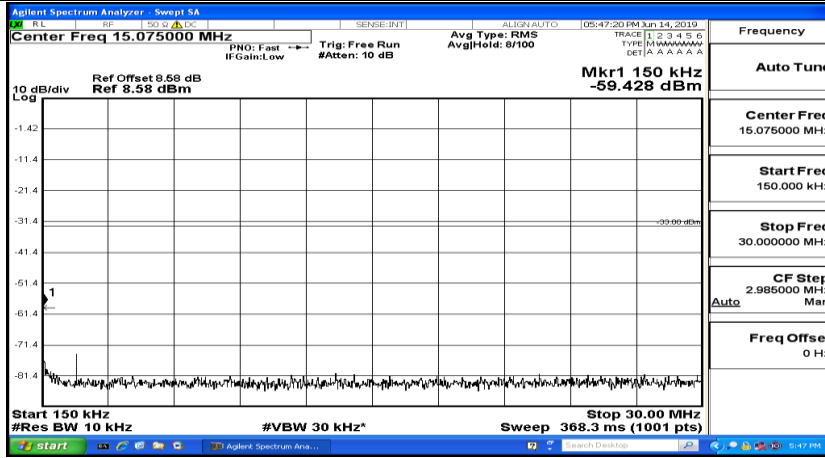 Agilent Spectrum Analyzer - Swept SA
LXI RL RF 50 Ω DC SENSE:INT ALIGN AUTO 05:47:20 PM Jun 14, 2019
Center Freq 15.075000 MHz
PNO: Fast
IFGain:Low
Trig: Free Run
#Atten: 10 dB
Avg Type: RMS
Avg|Hold: 8/100
TRACE 1 2 3 4 5 6
TYPE MWWWWW
DET A A A A A A
Ref Offset 8.58 dB
Ref 8.58 dBm
10 dB/div
Log
Mkr1 150 kHz
-59.428 dBm
-1.42
-11.4
-21.4
-31.4
-33.00 dBm
-41.4
-51.4
1
-61.4
-71.4
-81.4
Start 150 kHz
Stop 30.00 MHz
#Res BW 10 kHz
#VBW 30 kHz*
Sweep 368.3 ms (1001 pts)
Frequency
Auto Tune
Center Freq
15.075000 MHz
Start Freq
150.000 kHz
Stop Freq
30.000000 MHz
CF Step
2.985000 MHz
Auto Man
Freq Offset
0 Hz
start
Agilent Spectrum Ana...
Search Desktop
5:47 PM